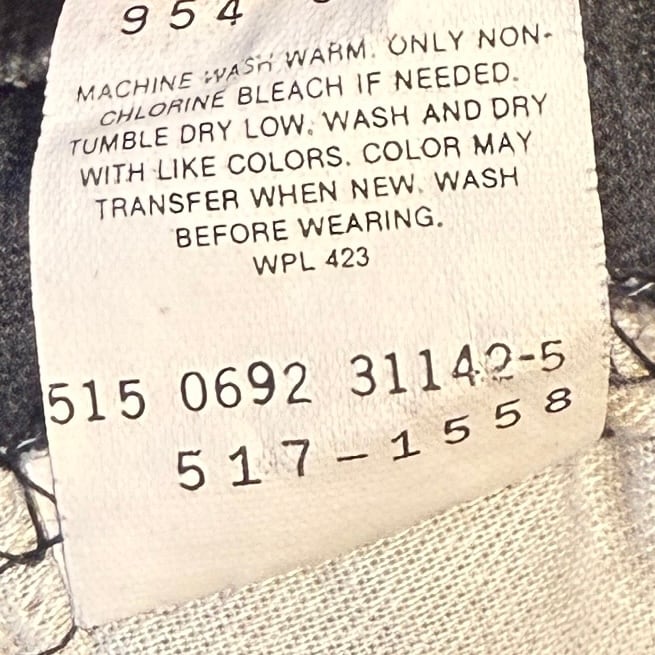 954
MACHINE WASH WARM. ONLY NON-
CHLORINE BLEACH IF NEEDED.
TUMBLE DRY LOW. WASH AND DRY
WITH LIKE COLORS. COLOR MAY
TRANSFER WHEN NEW. WASH
BEFORE WEARING.
WPL 423
515 0692 31142-5
517-1558